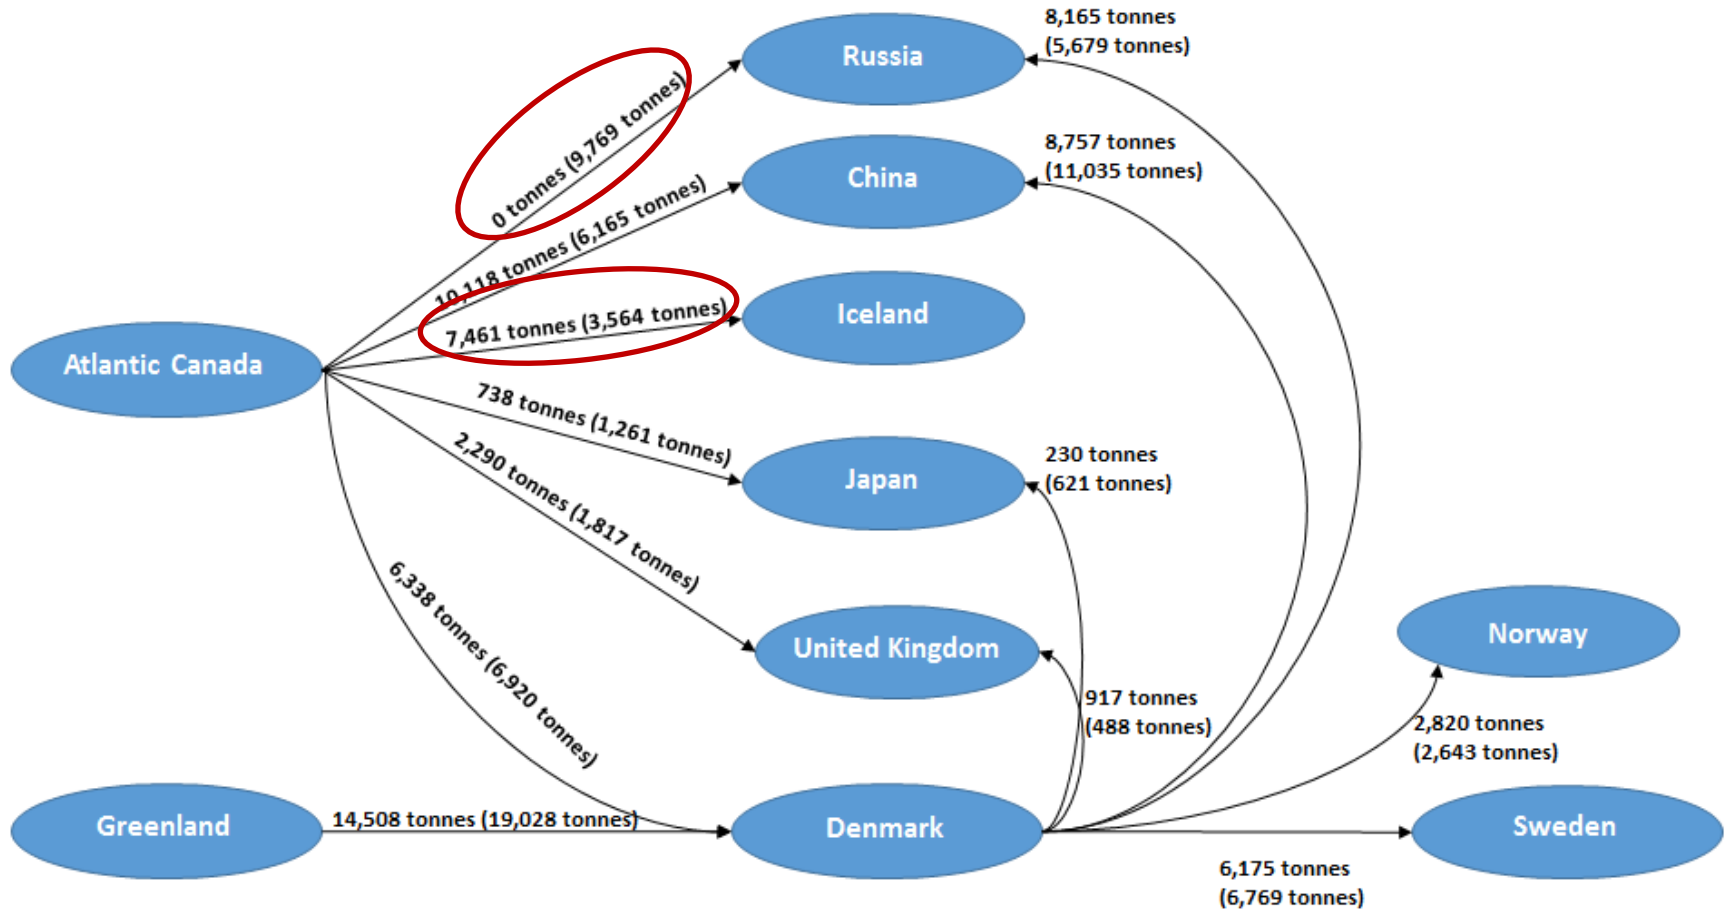 8,165 tonnes
(5,679 tonnes)
Russia
0 tonnes (9,769 tonnes)
8,757 tonnes
(11,035 tonnes)
China
10,118 tonnes (6,165 tonnes)
Iceland
7,461 tonnes (3,564 tonnes)
Atlantic Canada
738 tonnes (1,261 tonnes)
230 tonnes
(621 tonnes)
Japan
2,290 tonnes (1,817 tonnes)
United Kingdom
Norway
6,338 tonnes (6,920 tonnes)
917 tonnes
(488 tonnes)
2,820 tonnes
(2,643 tonnes)
Greenland
14,508 tonnes (19,028 tonnes)
Denmark
Sweden
6,175 tonnes
(6,769 tonnes)